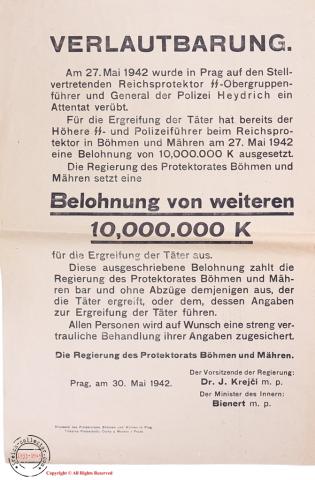 VERLAUTBARUNG.
Am 27. Mai 1942 wurde in Prag auf den Stell-
vertretenden Reichsprotektor ᛋᛋ-Obergruppen-
führer und General der Polizei Heydrich ein
Attentat verübt.
Für die Ergreifung der Täter hat bereits der
Höhere ᛋᛋ- und Polizeiführer beim Reichspro-
tektor in Böhmen und Mähren am 27. Mai 1942
eine Belohnung von 10,000.000 K ausgesetzt.
Die Regierung des Protektorates Böhmen und
Mähren setzt eine
Belohnung von weiteren
10,000.000 K
für die Ergreifung der Täter aus.
Diese ausgeschriebene Belohnung zahlt die
Regierung des Protektorates Böhmen und Mäh-
ren bar und ohne Abzüge demjenigen aus, der
die Täter ergreift, oder dem, dessen Angaben
zur Ergreifung der Täter führen.
Allen Personen wird auf Wunsch eine streng ver-
trauliche Behandlung ihrer Angaben zugesichert.
Die Regierung des Protektorats Böhmen und Mähren.
Der Vorsitzende der Regierung:
Prag, am 30. Mai 1942.
Dr. J. Krejčí m. p.
Der Minister des Innern:
Bienert m. p.
Copyright © All Rights Reserved